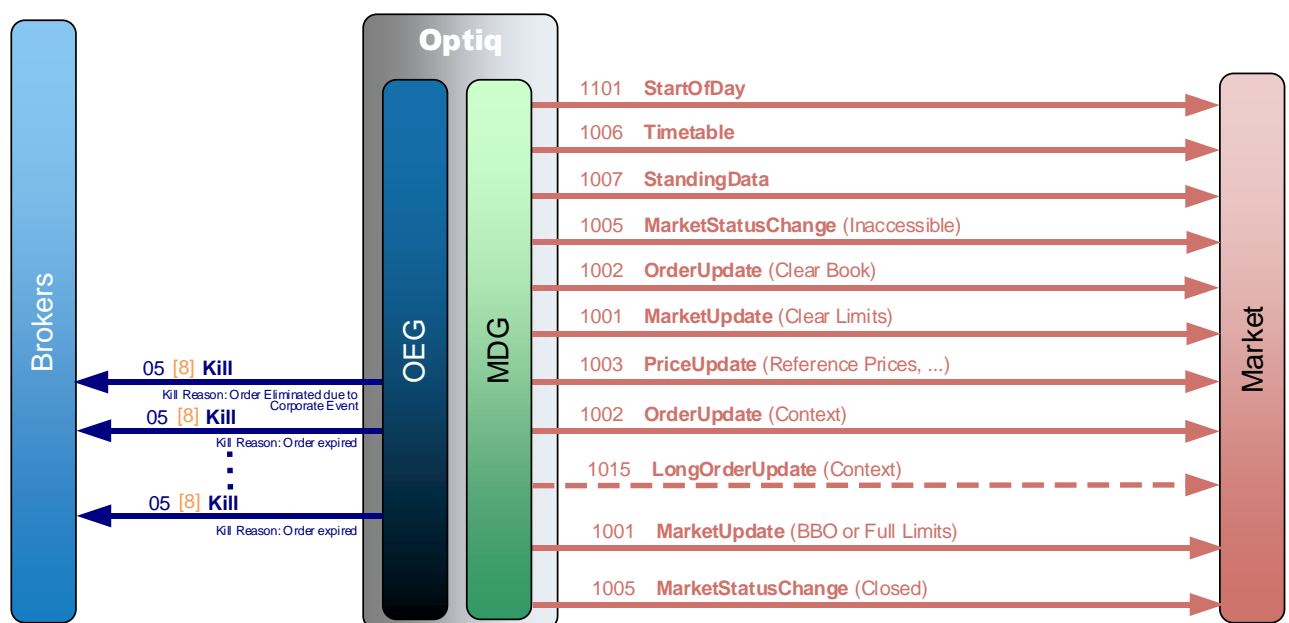 Optiq
Brokers
OEG
MDG
Market
1101 StartOfDay
1006 Timetable
1007 StandingData
1005 MarketStatusChange (Inaccessible)
1002 OrderUpdate (Clear Book)
1001 MarketUpdate (Clear Limits)
1003 PriceUpdate (Reference Prices, ...)
1002 OrderUpdate (Context)
1015 LongOrderUpdate (Context)
1001 MarketUpdate (BBO or Full Limits)
1005 MarketStatusChange (Closed)
05 [8] Kill
Kill Reason: Order Eliminated due to
Corporate Event
05 [8] Kill
Kill Reason: Order expired
05 [8] Kill
Kill Reason: Order expired